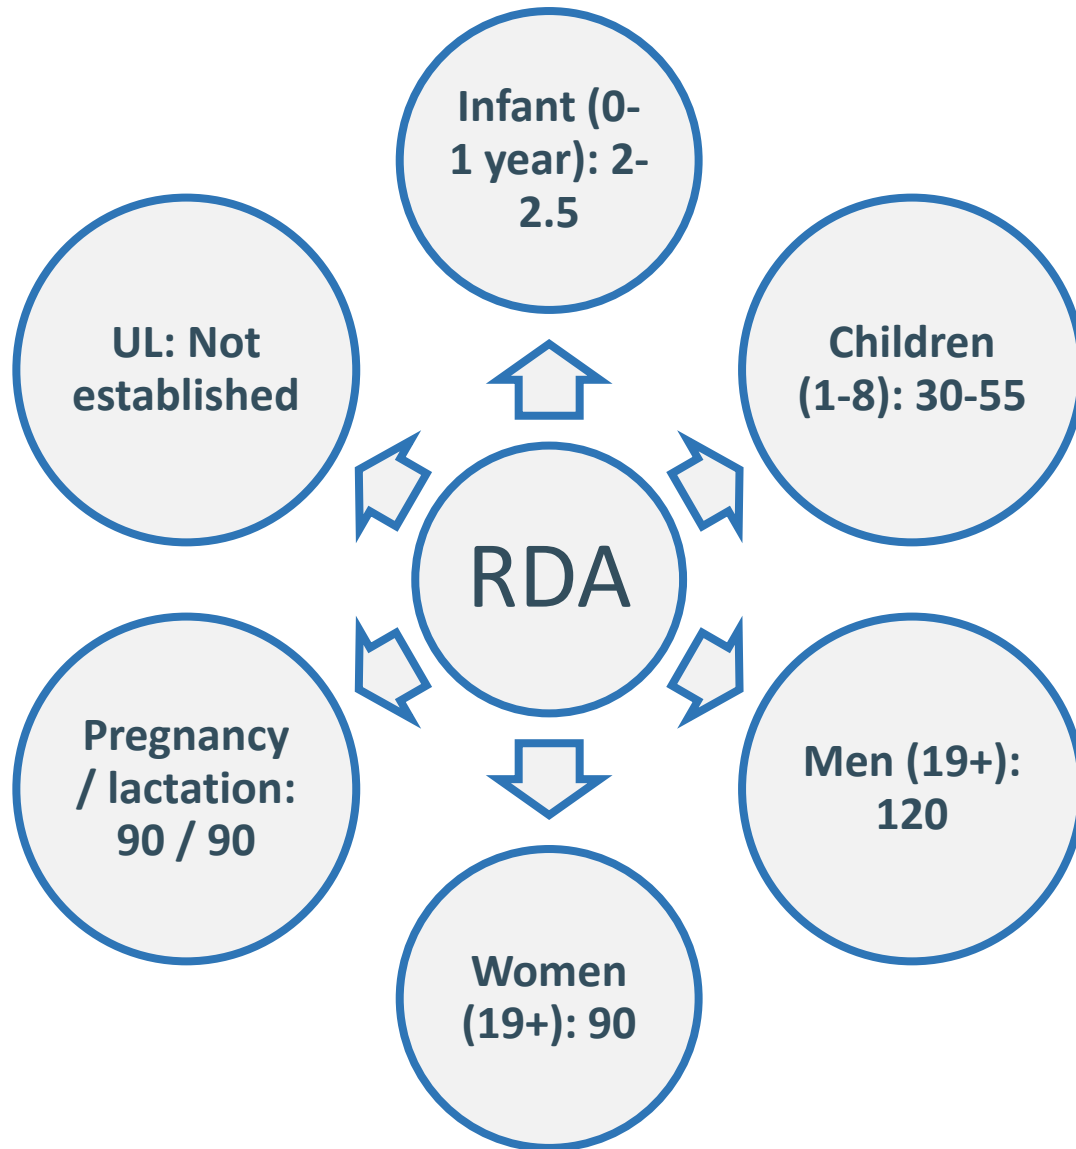 Infant (0-
1 year): 2-
2.5
UL: Not
established
Children
(1-8): 30-55
RDA
Pregnancy
/ lactation:
90 / 90
Men (19+):
120
Women
(19+): 90